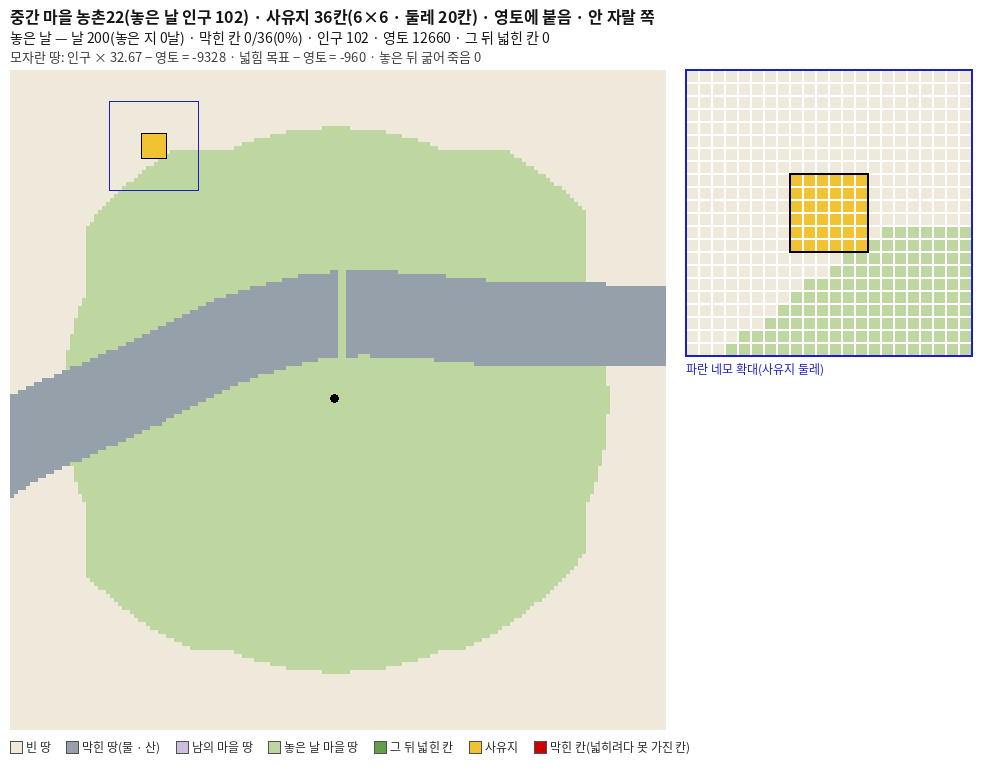 중간 마을 농촌22(놓은 날 인구 102) · 사유지 36칸(6×6 · 둘레 20칸) · 영토에 붙음 · 안 자랄 쪽
놓은 날 — 날 200(놓은 지 0날) · 막힌 칸 0/36(0%) · 인구 102 · 영토 12660 · 그 뒤 넓힌 칸 0
모자란 땅: 인구 × 32.67 − 영토 = -9328 · 넓힘 목표 − 영토 = -960 · 놓은 뒤 굶어 죽음 0
파란 네모 확대(사유지 둘레)
빈 땅 막힌 땅(물 · 산) 남의 마을 땅 놓은 날 마을 땅 그 뒤 넓힌 칸 사유지 막힌 칸(넓히려다 못 가진 칸)